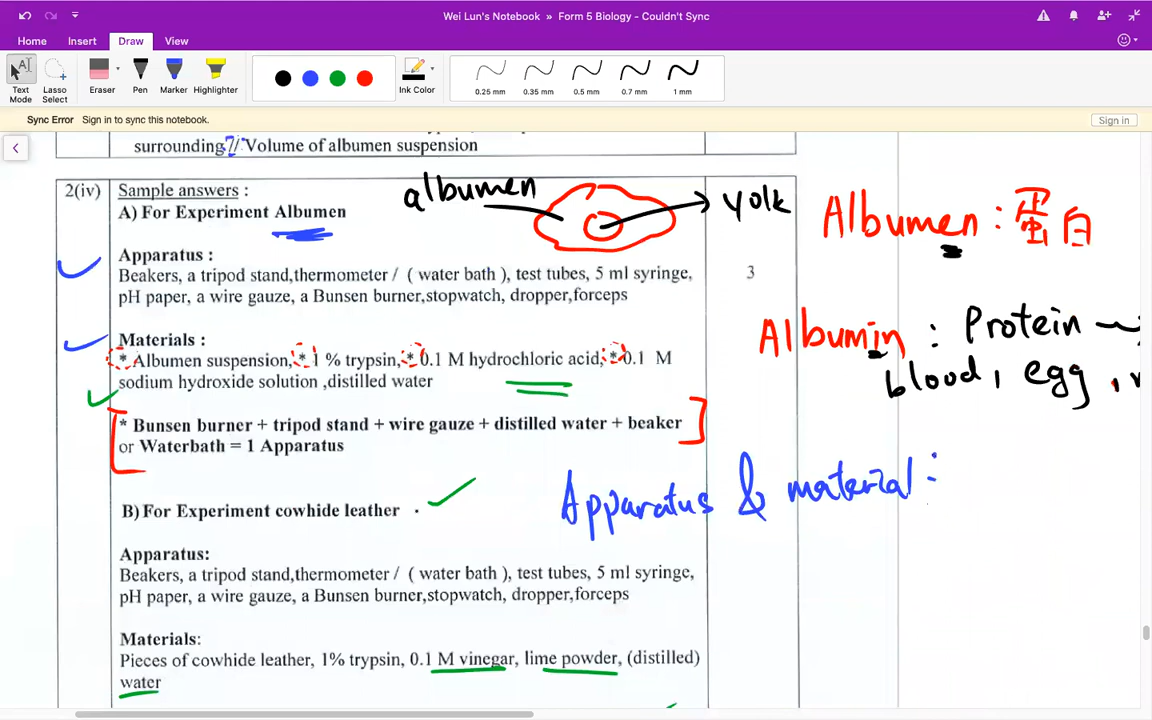 Wei Lun's Notebook » Form 5 Biology - Couldn't Sync
Home Insert Draw View
Text Mode
Lasso Select
Eraser
Pen
Marker
Highlighter
Ink Color
0.25 mm
0.35 mm
0.5 mm
0.7 mm
1 mm
Sync Error Sign in to sync this notebook.
Sign in
surrounding / Volume of albumen suspension
2(iv) Sample answers :
albumen
yolk
A) For Experiment Albumen
Albumen : 蛋白
Apparatus :
Beakers, a tripod stand,thermometer / ( water bath ), test tubes, 5 ml syringe,
3
pH paper, a wire gauze, a Bunsen burner,stopwatch, dropper,forceps
Albumin : Protein
blood, egg,
Materials :
* Albumen suspension, * 1 % trypsin, * 0.1 M hydrochloric acid, * 0.1 M
sodium hydroxide solution ,distilled water
* Bunsen burner + tripod stand + wire gauze + distilled water + beaker
or Waterbath = 1 Apparatus
Apparatus & material :
B) For Experiment cowhide leather .
Apparatus:
Beakers, a tripod stand,thermometer / ( water bath ), test tubes, 5 ml syringe,
pH paper, a wire gauze, a Bunsen burner,stopwatch, dropper,forceps
Materials:
Pieces of cowhide leather, 1% trypsin, 0.1 M vinegar, lime powder, (distilled)
water